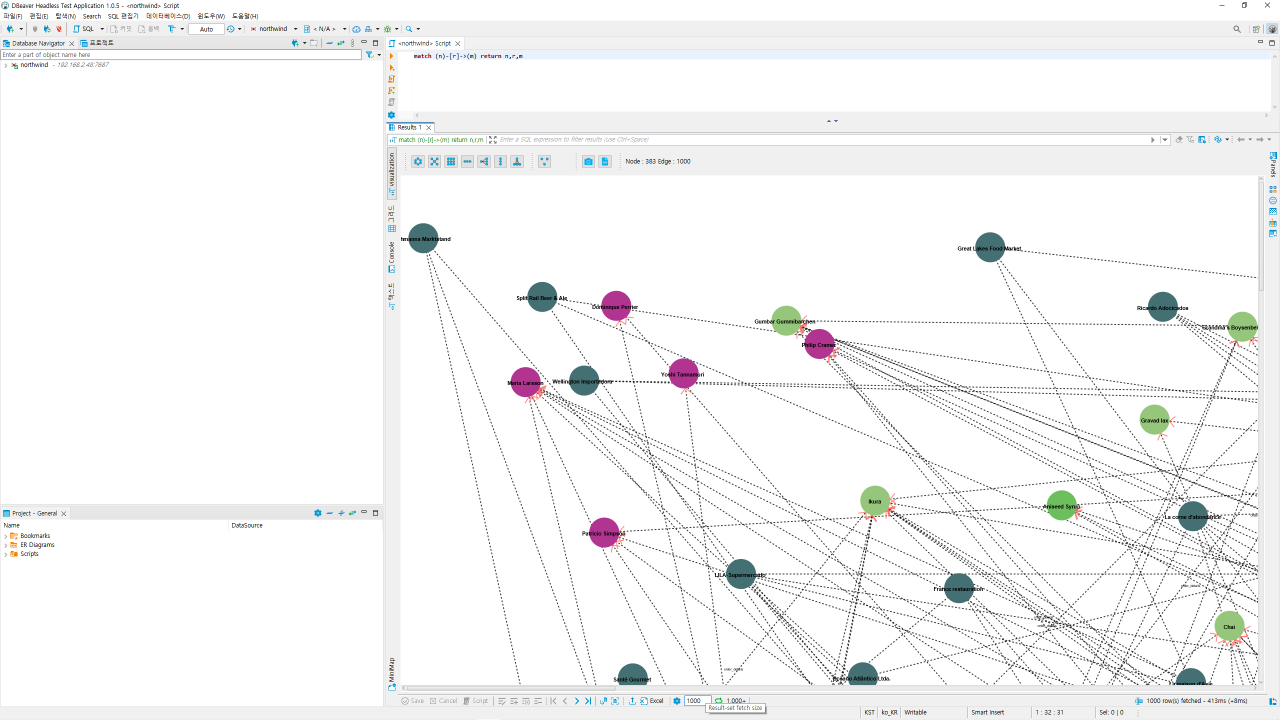 DBeaver Headless Test Application 1.0.5 - <northwind> Script
파일(F) 편집(E) 탐색(N) Search SQL 편집기 데이터베이스(D) 윈도우(W) 도움말(H)
SQL 커밋 롤백 Auto northwind < N/A >
Database Navigator 프로젝트
<northwind> Script
Enter a part of object name here
match (n)-[r]->(m) return n,r,m
northwind - 192.168.2.48:7687
Results 1
match (n)-[r]->(m) return n,r,m Enter a SQL expression to filter results (use Ctrl+Space)
Node : 383 Edge : 1000
visualization
Panels
그리드
Console
텍스트
MiniMap
Great Lakes Food Market
Split Rail Beer & Ale
Dominique Perrier
Ricardo Adocicados
Gumbär Gummibärchen
Philip Cramer
Yoshi Tannamuri
Maria Larsson
Wellington Importadora
Gravad lax
Ikura
Aniseed Syrup
La corne d'abondance
Patricio Simpson
LILA-Supermercado
France restauration
Chai
Santé Gourmet
Project - General
Name DataSource
Bookmarks
ER Diagrams
Scripts
Save Cancel Script Excel 1000 1,000+
Result-set fetch size
1000 row(s) fetched - 413ms (+8ms)
KST ko_KR Writable Smart Insert 1 : 32 : 31 Sel: 0 | 0